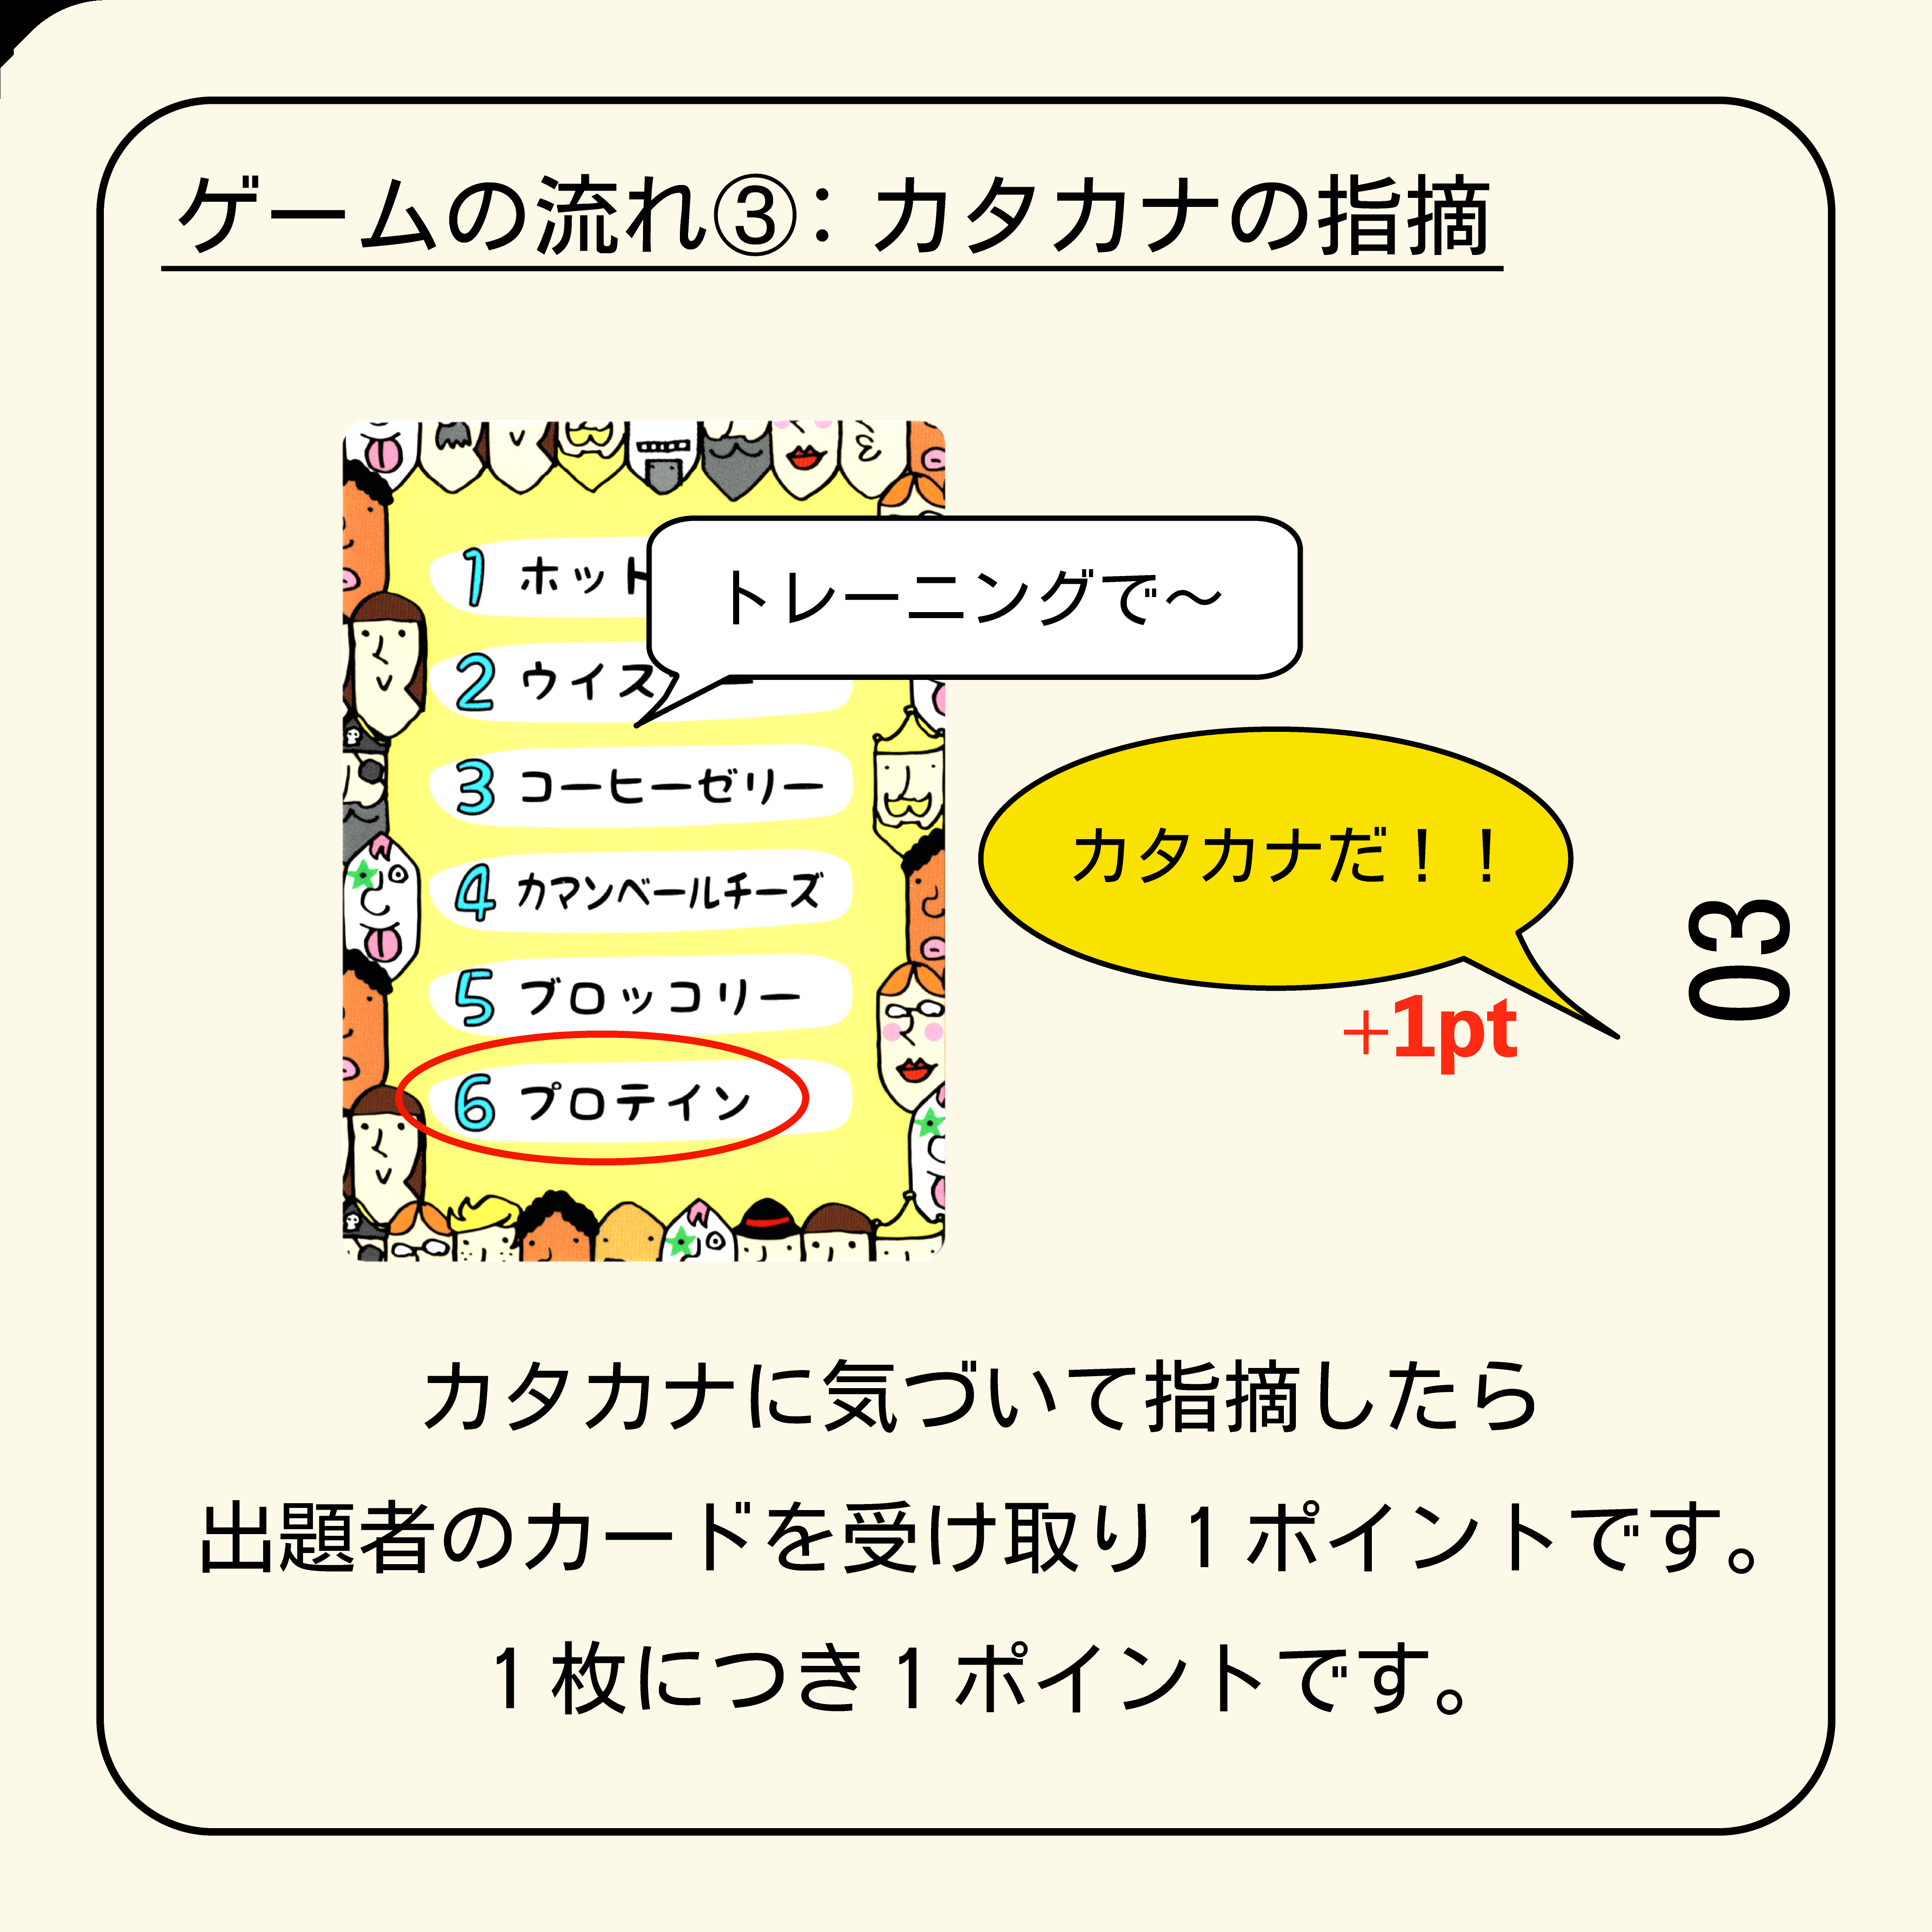 ゲームの流れ③：カタカナの指摘
1 ホット
トレーニングで〜
2 ウイス
3 コーヒーゼリー
カタカナだ！！
4 カマンベールチーズ
03
5 ブロッコリー
+1pt
6 プロテイン
カタカナに気づいて指摘したら
出題者のカードを受け取り1ポイントです。
1枚につき1ポイントです。